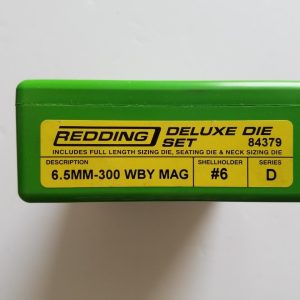 REDDING DELUXE DIE SET 84379
INCLUDES FULL LENGTH SIZING DIE, SEATING DIE & NECK SIZING DIE
DESCRIPTION SHELLHOLDER SERIES
6.5MM-300 WBY MAG #6 D